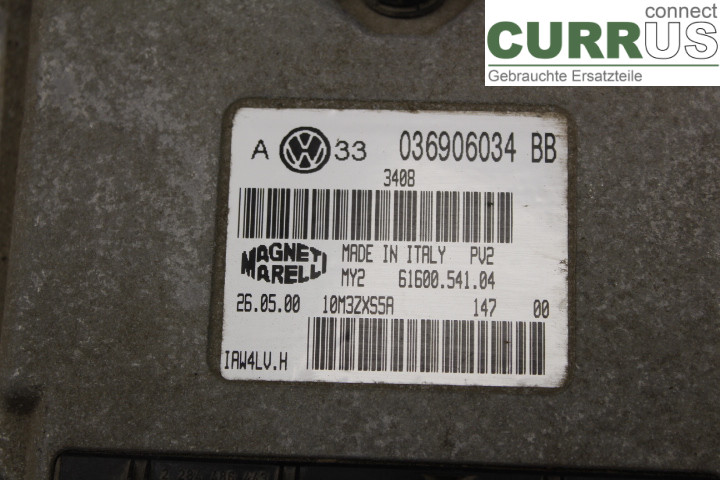 connect
CURRUS
Gebrauchte Ersatzteile
A VW 33 036906034 BB
3408
MAGNETI MARELLI
MADE IN ITALY PV2
MY2 61600.541.04
26.05.00 10M3ZXS5A 147 00
IAW4LV.H